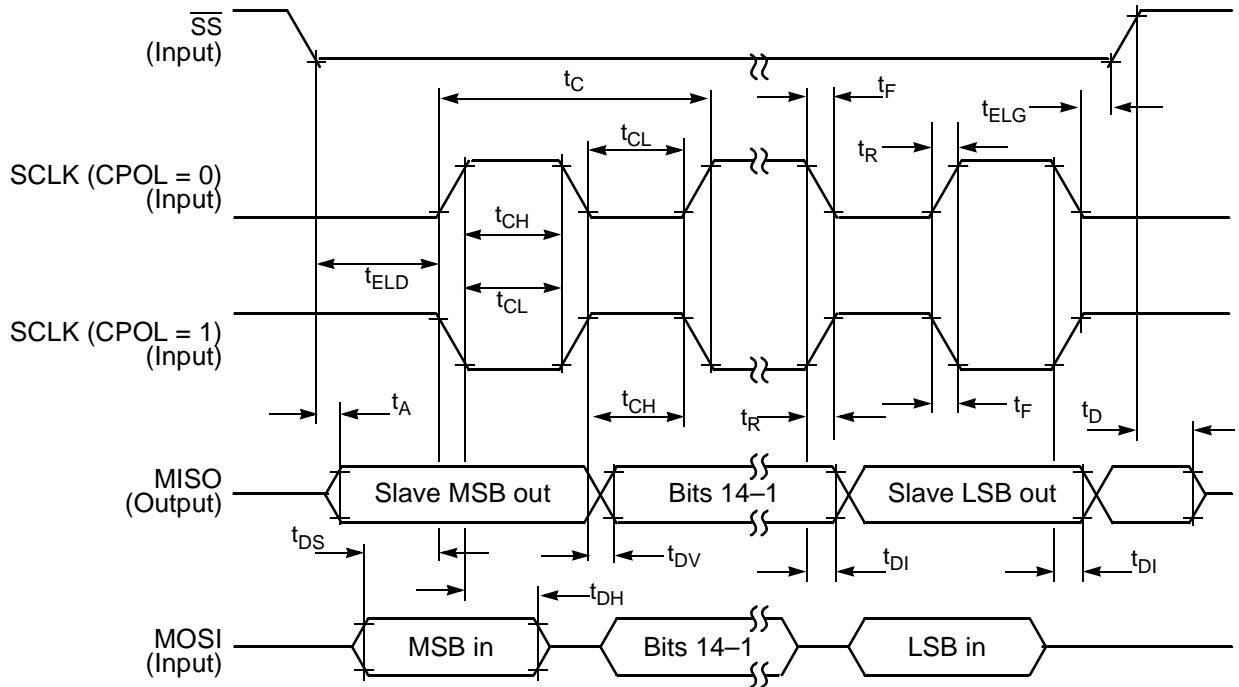 SS
(Input)
SCLK (CPOL = 0)
(Input)
SCLK (CPOL = 1)
(Input)
MISO
(Output)
MOSI
(Input)
tC
tF
tELG
tCL
tR
tCH
tELD
tCL
tA
tCH
tR
tF
tD
Slave MSB out
Bits 14–1
Slave LSB out
tDS
tDV
tDI
tDI
tDH
MSB in
Bits 14–1
LSB in